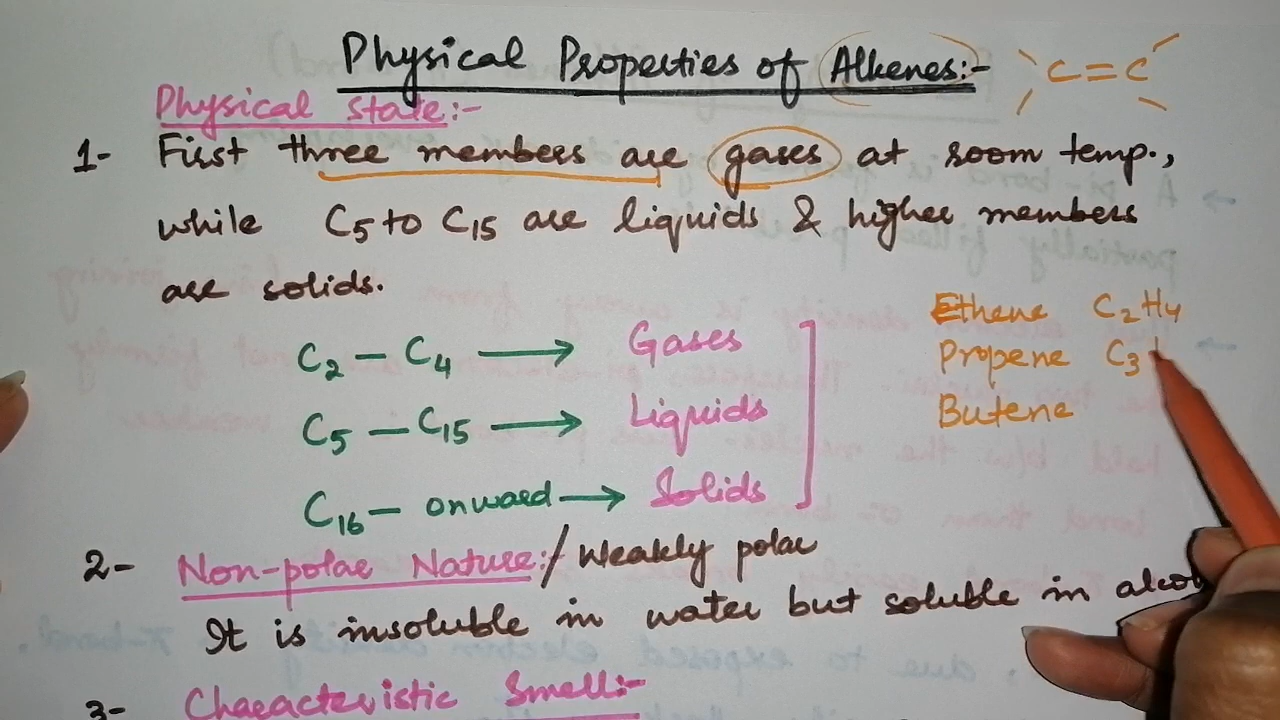 Physical Properties of Alkenes:-
C=C
Physical State:-
1- First three members are gases at room temp.,
while C5 to C15 are liquids & higher members
are solids.
C2 - C4 → Gases
C5 - C15 → Liquids
C16 - onward → Solids
Ethene C2H4
Propene C3
Butene
2- Non-polar Nature:/ Weakly polar
It is insoluble in water but soluble in
3- Characteristic Smell:-